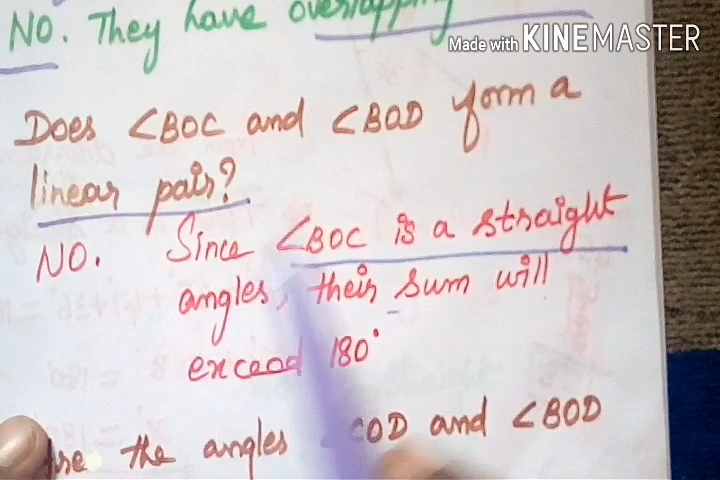 NO. They have overlapping
Made with KINEMASTER
Does ∠BOC and ∠BOD form a
linear pair?
NO. Since ∠BOC is a straight
angles, their sum will
exceed 180°
the angles COD and ∠BOD